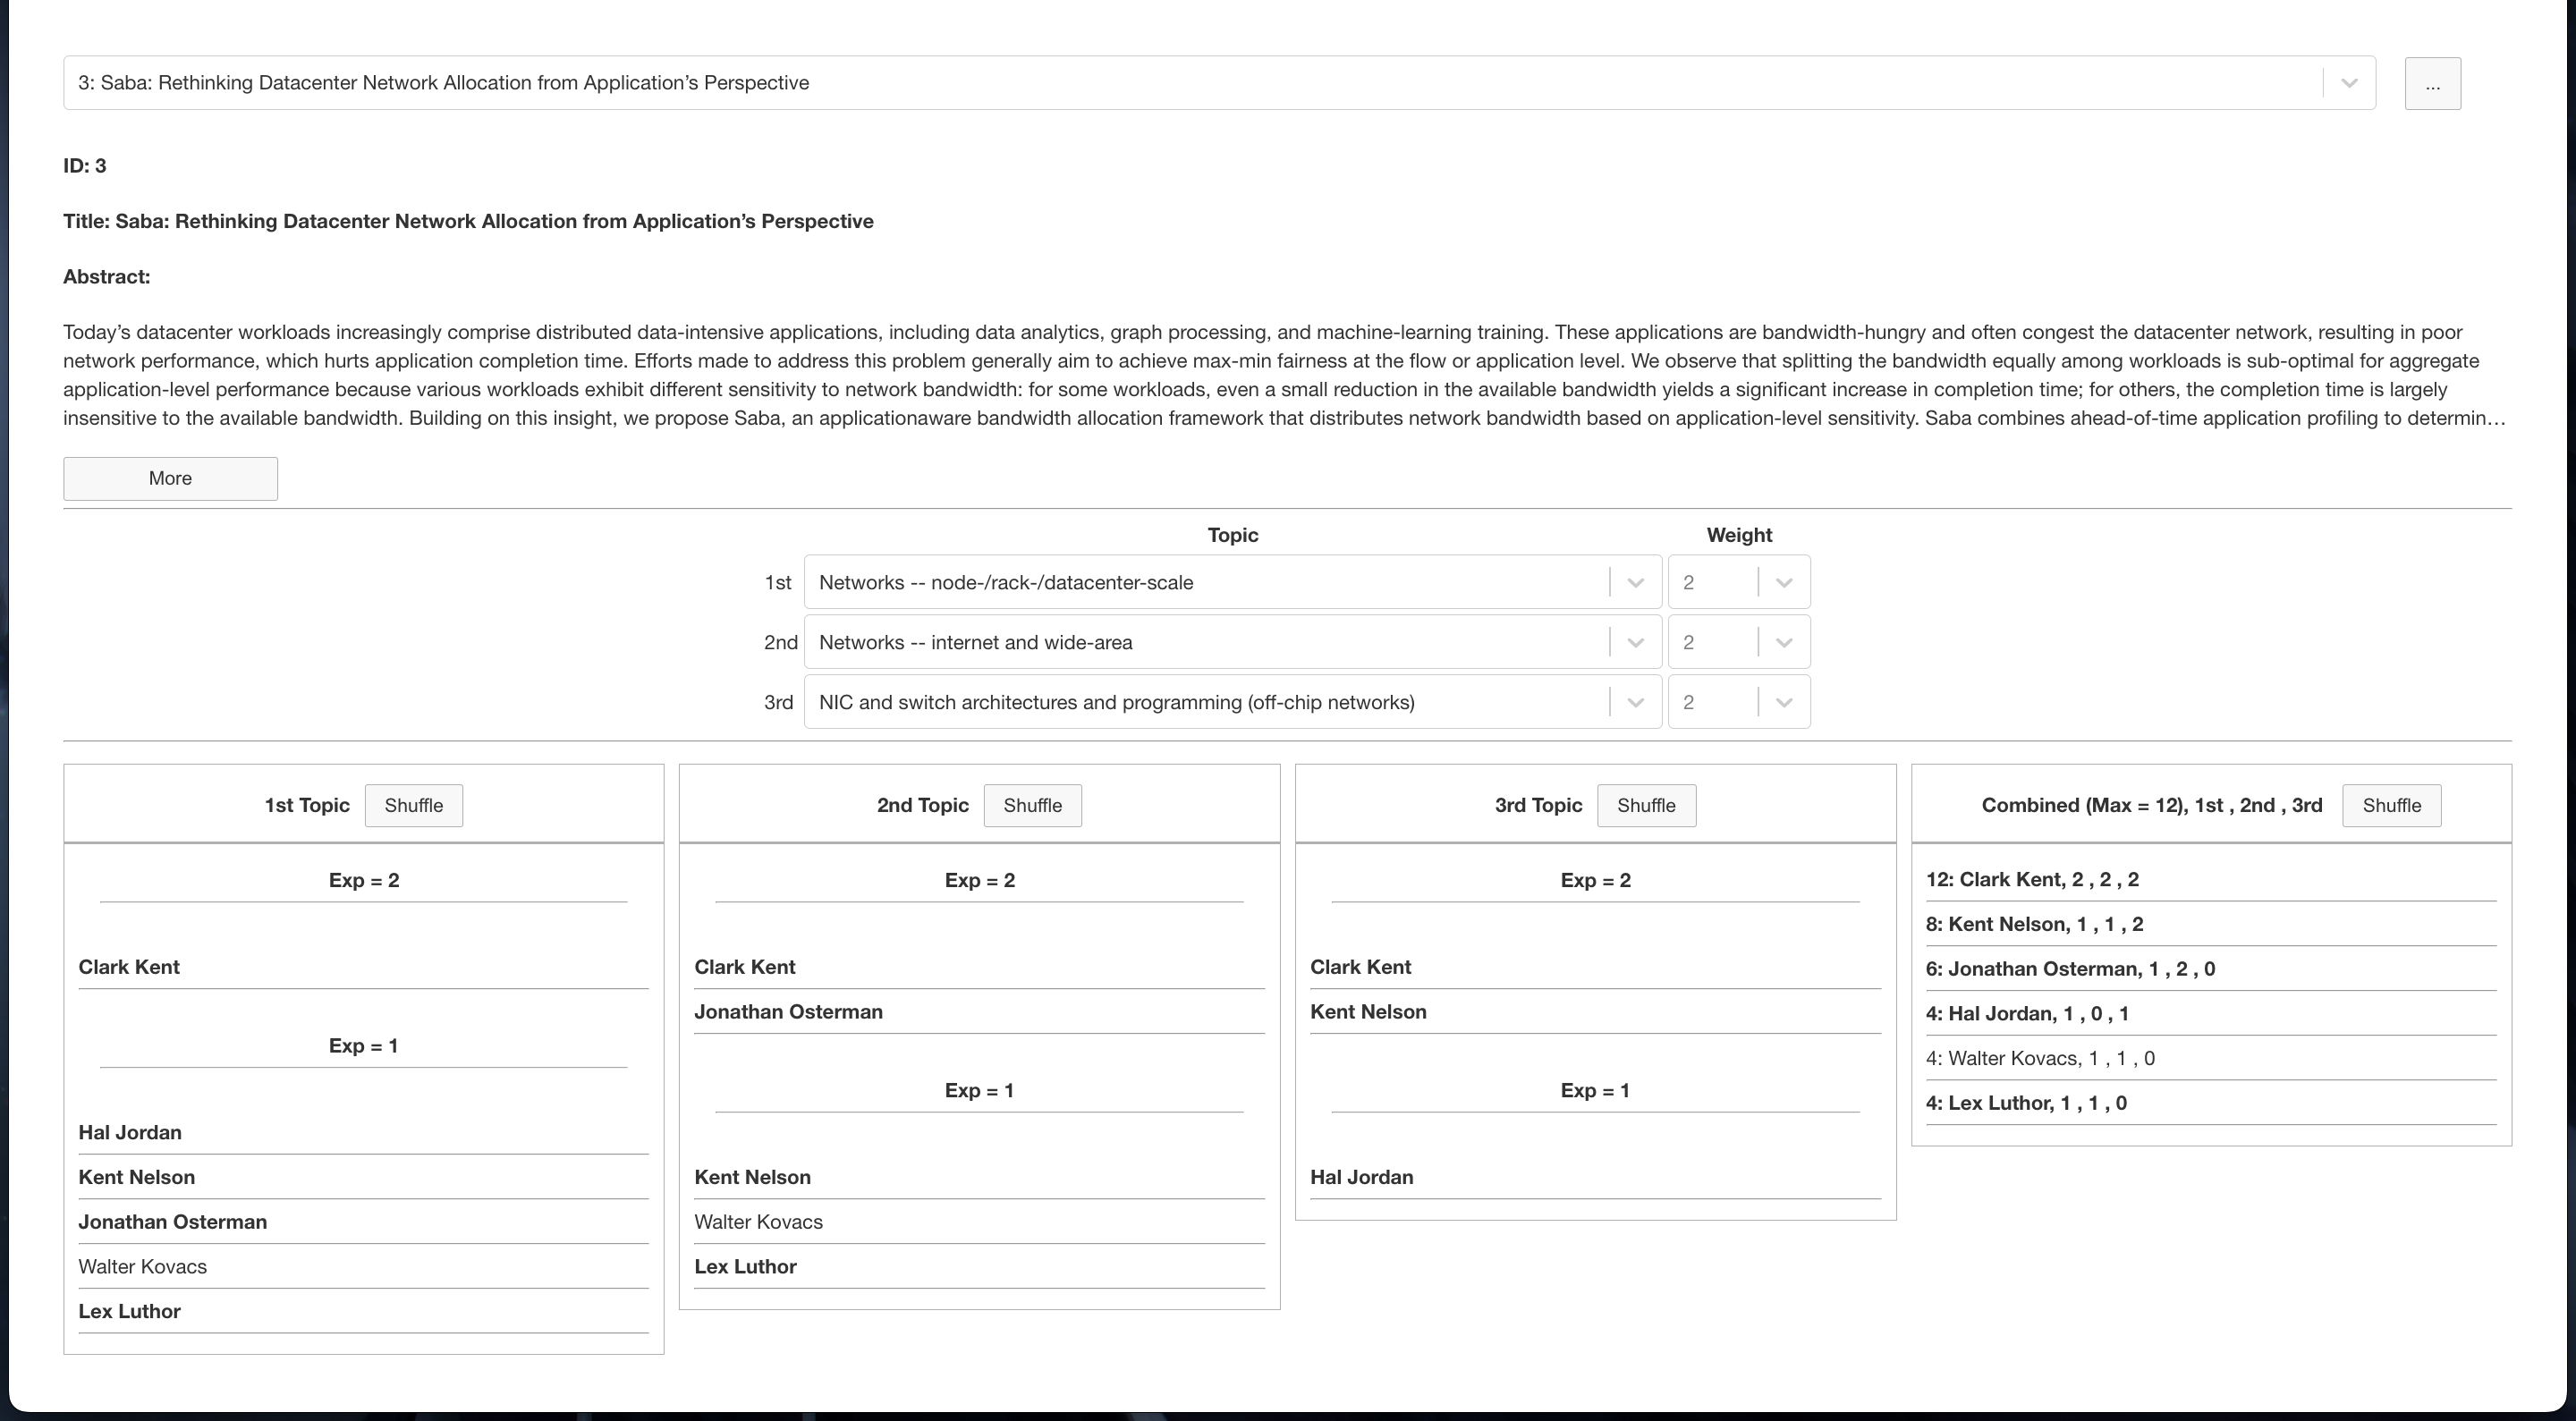 3: Saba: Rethinking Datacenter Network Allocation from Application’s Perspective
...
ID: 3
Title: Saba: Rethinking Datacenter Network Allocation from Application’s Perspective
Abstract:
Today’s datacenter workloads increasingly comprise distributed data-intensive applications, including data analytics, graph processing, and machine-learning training. These applications are bandwidth-hungry and often congest the datacenter network, resulting in poor
network performance, which hurts application completion time. Efforts made to address this problem generally aim to achieve max-min fairness at the flow or application level. We observe that splitting the bandwidth equally among workloads is sub-optimal for aggregate
application-level performance because various workloads exhibit different sensitivity to network bandwidth: for some workloads, even a small reduction in the available bandwidth yields a significant increase in completion time; for others, the completion time is largely
insensitive to the available bandwidth. Building on this insight, we propose Saba, an applicationaware bandwidth allocation framework that distributes network bandwidth based on application-level sensitivity. Saba combines ahead-of-time application profiling to determin…
More
Topic Weight
1st Networks -- node-/rack-/datacenter-scale 2
2nd Networks -- internet and wide-area 2
3rd NIC and switch architectures and programming (off-chip networks) 2
1st Topic Shuffle
Exp = 2
Clark Kent
Exp = 1
Hal Jordan
Kent Nelson
Jonathan Osterman
Walter Kovacs
Lex Luthor
2nd Topic Shuffle
Exp = 2
Clark Kent
Jonathan Osterman
Exp = 1
Kent Nelson
Walter Kovacs
Lex Luthor
3rd Topic Shuffle
Exp = 2
Clark Kent
Kent Nelson
Exp = 1
Hal Jordan
Combined (Max = 12), 1st , 2nd , 3rd Shuffle
12: Clark Kent, 2 , 2 , 2
8: Kent Nelson, 1 , 1 , 2
6: Jonathan Osterman, 1 , 2 , 0
4: Hal Jordan, 1 , 0 , 1
4: Walter Kovacs, 1 , 1 , 0
4: Lex Luthor, 1 , 1 , 0